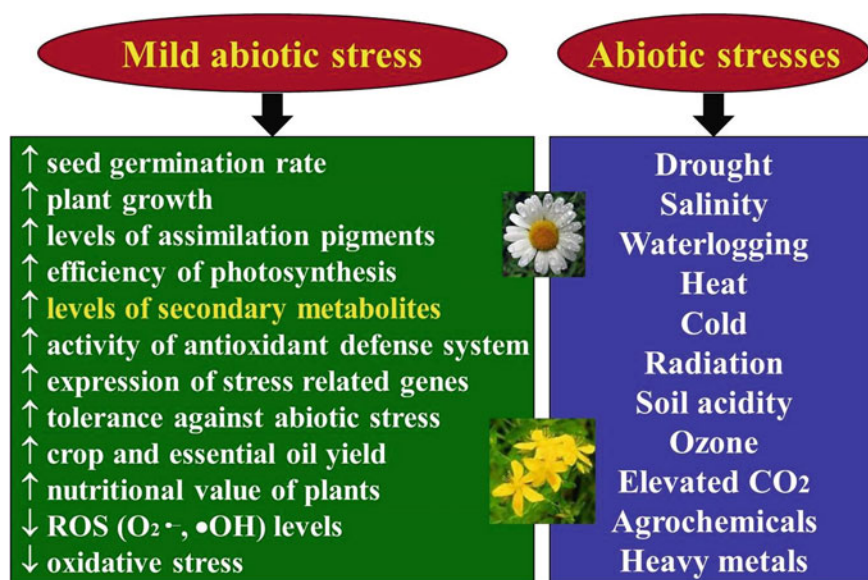 Mild abiotic stress
↑ seed germination rate
↑ plant growth
↑ levels of assimilation pigments
↑ efficiency of photosynthesis
↑ levels of secondary metabolites
↑ activity of antioxidant defense system
↑ expression of stress related genes
↑ tolerance against abiotic stress
↑ crop and essential oil yield
↑ nutritional value of plants
↓ ROS (O₂•−, •OH) levels
↓ oxidative stress
Abiotic stresses
Drought
Salinity
Waterlogging
Heat
Cold
Radiation
Soil acidity
Ozone
Elevated CO₂
Agrochemicals
Heavy metals